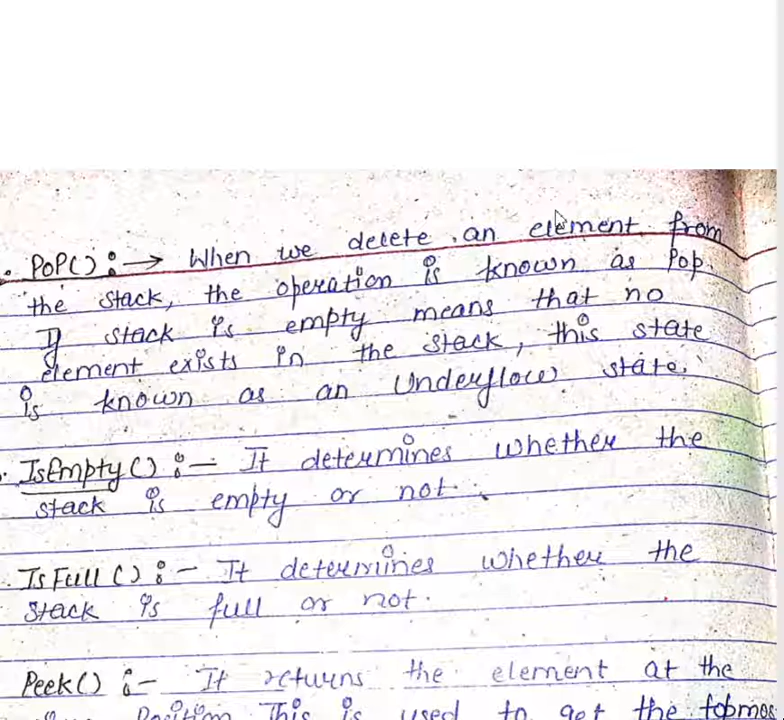 . POP() :→ When we delete an element from
the stack, the operation is known as Pop.
If stack is empty means that no
element exists in the stack, this state
is known as an Underflow state.
. IsEmpty() :- It determines whether the
stack is empty or not.
. IsFull() :- It determines whether the
stack is full or not.
Peek() :- It returns the element at the
Position This is used to get the topmos